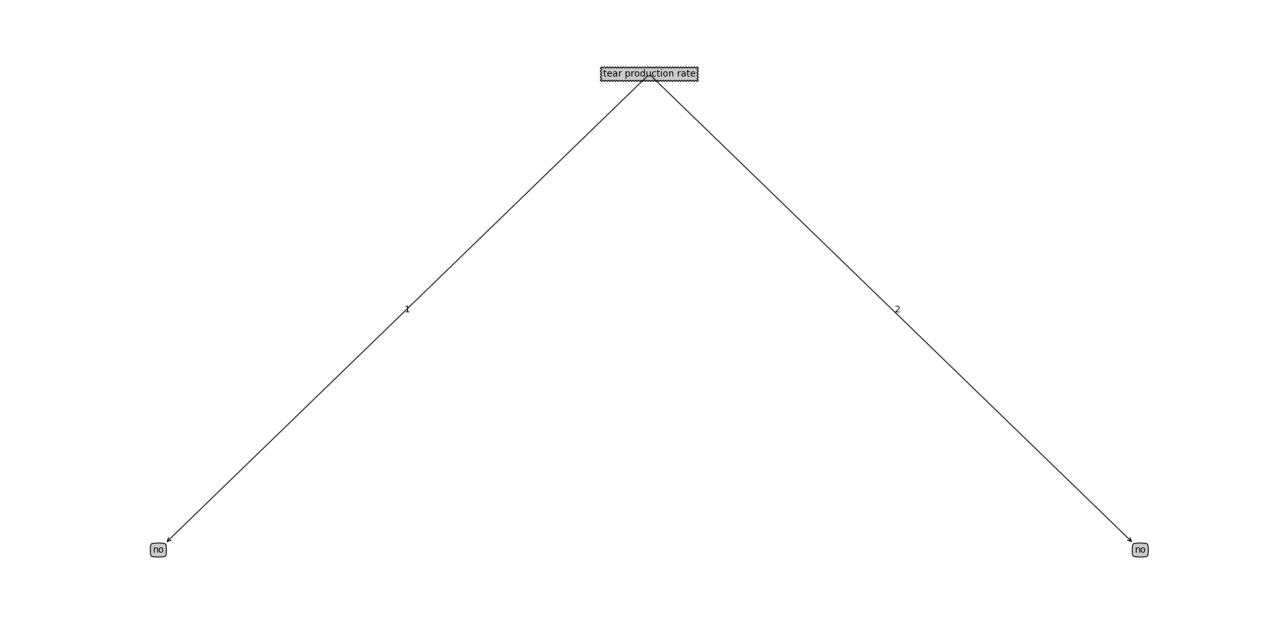 tear production rate
1
2
no
no